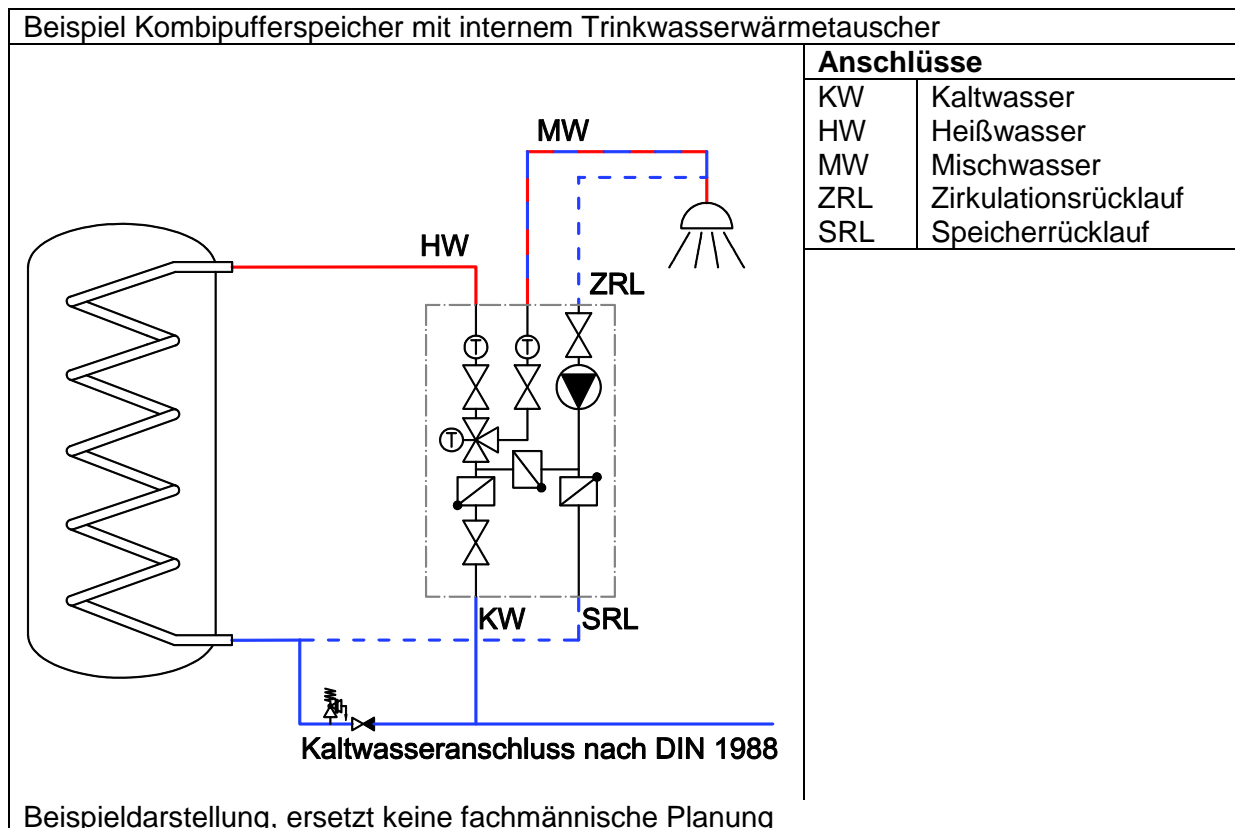 Beispiel Kombipufferspeicher mit internem Trinkwasserwärmetauscher
Anschlüsse
KW Kaltwasser
HW Heißwasser
MW Mischwasser
ZRL Zirkulationsrücklauf
SRL Speicherrücklauf
MW
HW
ZRL
T T
T
KW SRL
Kaltwasseranschluss nach DIN 1988
Beispieldarstellung, ersetzt keine fachmännische Planung